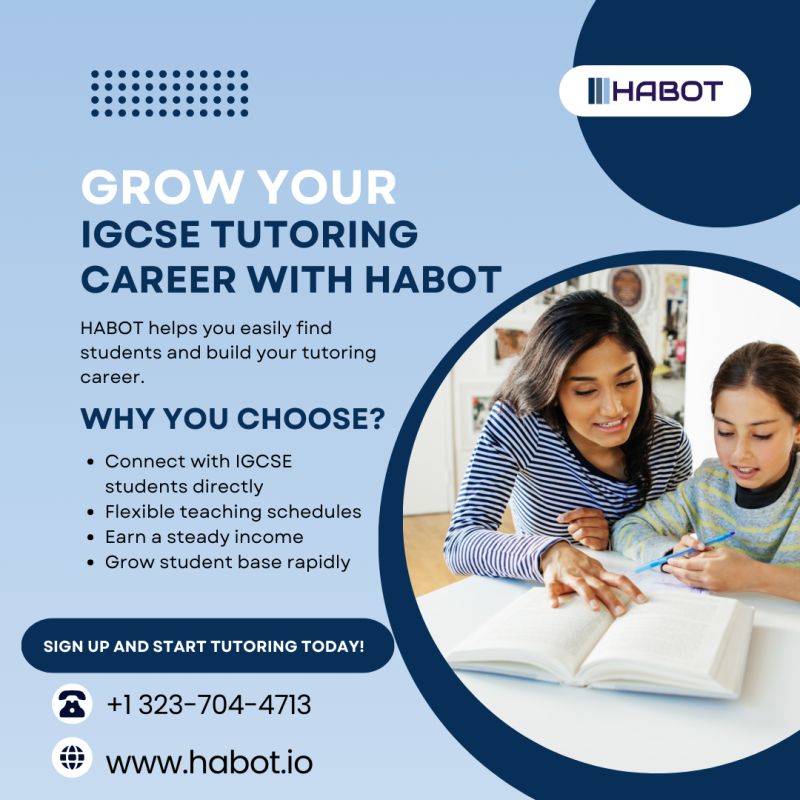 HABOT
GROW YOUR
IGCSE TUTORING
CAREER WITH HABOT
HABOT helps you easily find
students and build your tutoring
career.
WHY YOU CHOOSE?
• Connect with IGCSE
students directly
• Flexible teaching schedules
• Earn a steady income
• Grow student base rapidly
SIGN UP AND START TUTORING TODAY!
+1 323-704-4713
www.habot.io